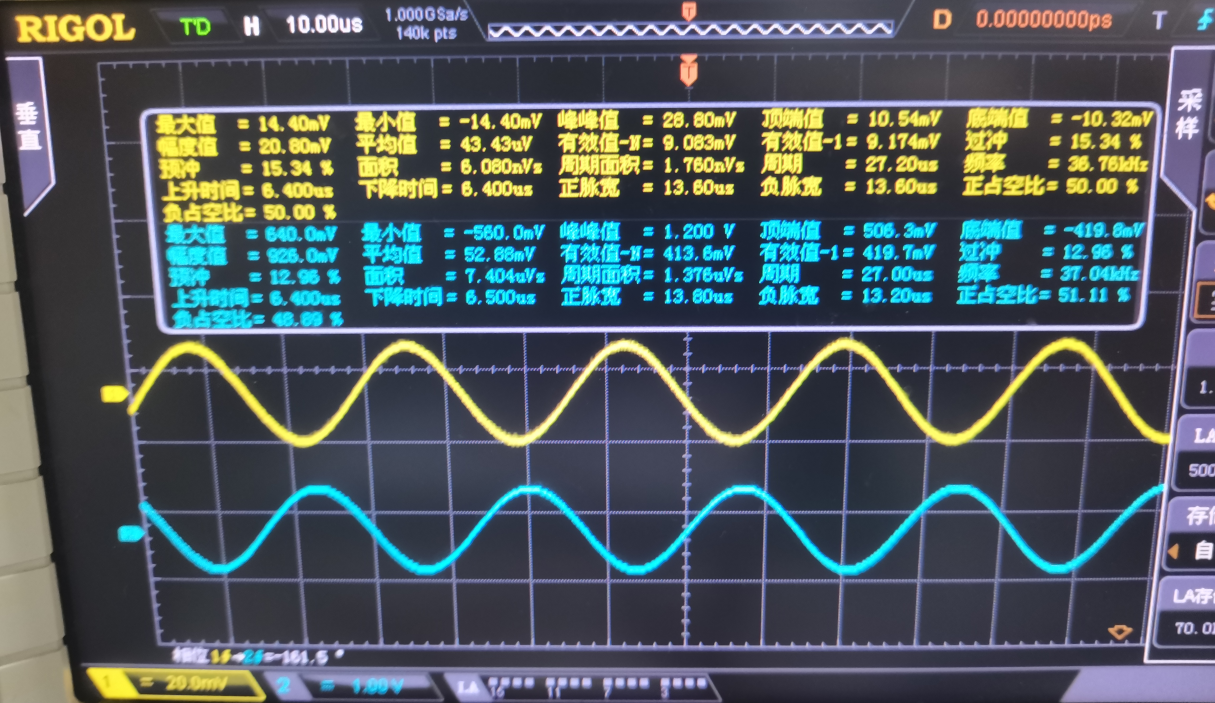 RIGOL T'D H 10.00us 1.000GSa/s 140k pts T D 0.00000000ps T
T
垂直
采样
最大值 = 14.40mV 最小值 = -14.40mV 峰峰值 = 28.80mV 顶端值 = 10.54mV 底端值 = -10.32mV
幅度值 = 20.80mV 平均值 = 43.43uV 有效值-N= 9.083mV 有效值-1= 9.174mV 过冲 = 15.34 %
预冲 = 15.34 % 面积 = 6.080nVs 周期面积= 1.760nVs 周期 = 27.20us 频率 = 36.76kHz
上升时间= 6.400us 下降时间= 6.400us 正脉宽 = 13.60us 负脉宽 = 13.60us 正占空比= 50.00 %
负占空比= 50.00 %
最大值 = 640.0mV 最小值 = -560.0mV 峰峰值 = 1.200 V 顶端值 = 506.3mV 底端值 = -419.8mV
幅度值 = 926.0mV 平均值 = 52.88mV 有效值-N= 413.6mV 有效值-1= 419.7mV 过冲 = 12.96 %
预冲 = 12.96 % 面积 = 7.404uVs 周期面积= 1.376uVs 周期 = 27.00us 频率 = 37.04kHz
上升时间= 6.400us 下降时间= 6.500us 正脉宽 = 13.80us 负脉宽 = 13.20us 正占空比= 51.11 %
负占空比= 48.89 %
1.
LA
500
存储
自
LA存
70.0
相位1→2=-161.5 °
1 = 20.0mV 2 = 1.00 V LA 15 11 7 3